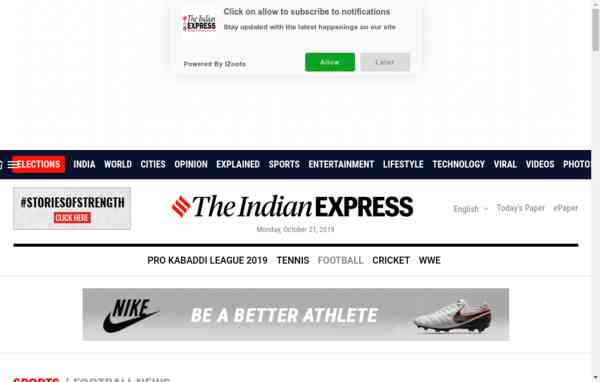 Click on allow to subscribe to notifications
The Indian EXPRESS
Stay updated with the latest happenings on our site
Powered By iZooto
Allow
Later
ELECTIONS INDIA WORLD CITIES OPINION EXPLAINED SPORTS ENTERTAINMENT LIFESTYLE TECHNOLOGY VIRAL VIDEOS PHOTOS
#STORIESOFSTRENGTH
CLICK HERE
The Indian EXPRESS
Monday, October 21, 2019
English Today's Paper ePaper
PRO KABADDI LEAGUE 2019 TENNIS FOOTBALL CRICKET WWE
NIKE BE A BETTER ATHLETE
SPORTS / FOOTBALL NEWS